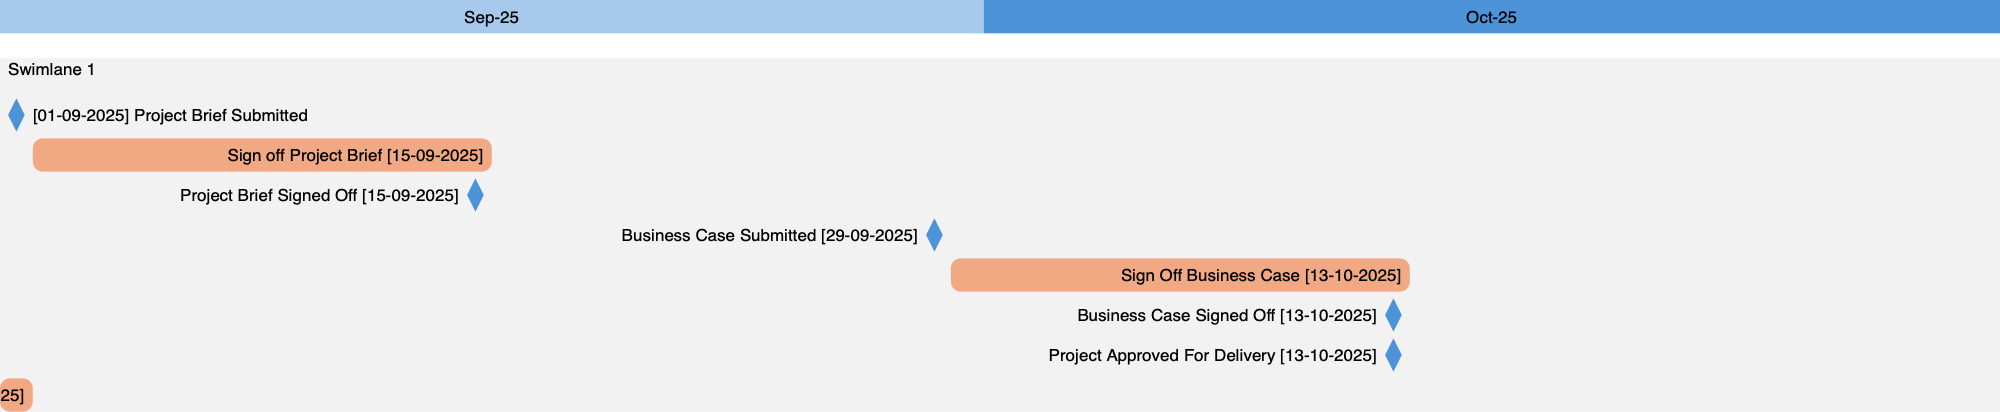 Sep-25
Oct-25
Swimlane 1
[01-09-2025] Project Brief Submitted
Sign off Project Brief [15-09-2025]
Project Brief Signed Off [15-09-2025]
Business Case Submitted [29-09-2025]
Sign Off Business Case [13-10-2025]
Business Case Signed Off [13-10-2025]
Project Approved For Delivery [13-10-2025]
25]